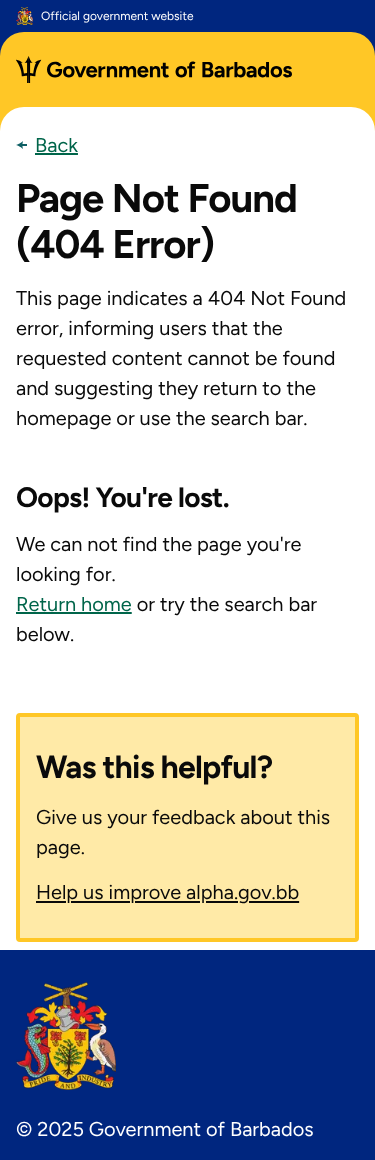 Official government website
Government of Barbados
Back
Page Not Found
(404 Error)
This page indicates a 404 Not Found
error, informing users that the
requested content cannot be found
and suggesting they return to the
homepage or use the search bar.
Oops! You're lost.
We can not find the page you're
looking for.
Return home or try the search bar
below.
Was this helpful?
Give us your feedback about this
page.
Help us improve alpha.gov.bb
PRIDE AND INDUSTRY
© 2025 Government of Barbados